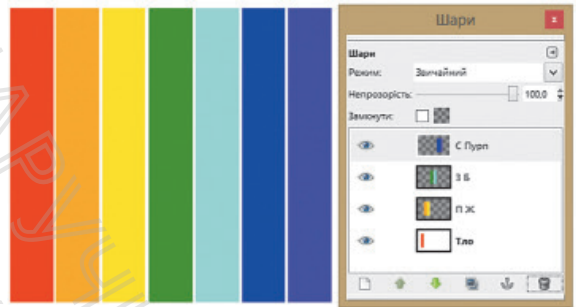 Шари
x
Шари
Режим: Звичайний
Непрозорість: 100,0
Замкнути:
С Пурп
З Б
П Ж
Тло